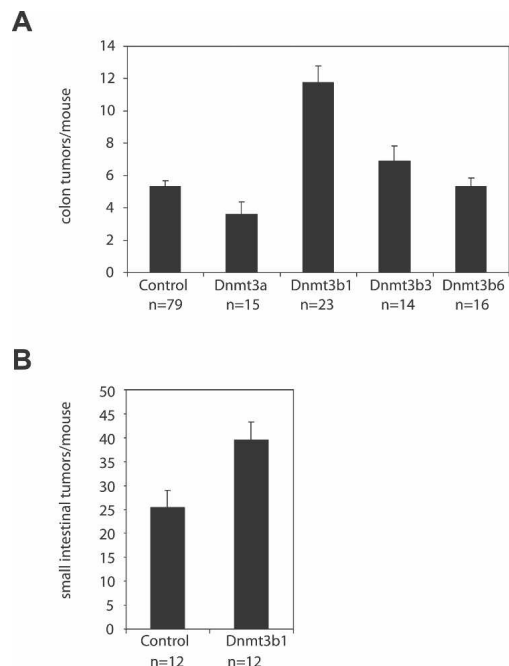 A
colon tumors/mouse
14
12
10
8
6
4
2
0
Control Dnmt3a Dnmt3b1 Dnmt3b3 Dnmt3b6
n=79 n=15 n=23 n=14 n=16
B
small intestinal tumors/mouse
50
45
40
35
30
25
20
15
10
5
0
Control Dnmt3b1
n=12 n=12